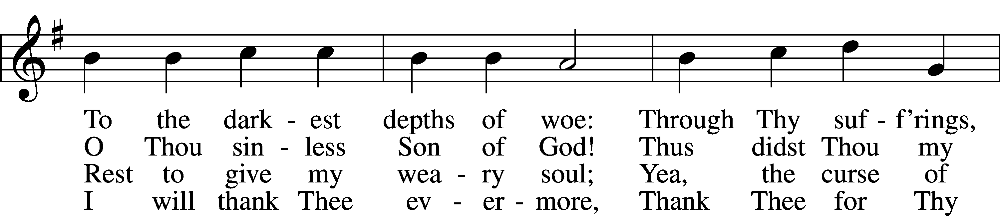 To the dark - est depths of woe: Through Thy suf - f’rings,
O Thou sin - less Son of God! Thus didst Thou my
Rest to give my wea - ry soul; Yea, the curse of
I will thank Thee ev - er - more, Thank Thee for Thy